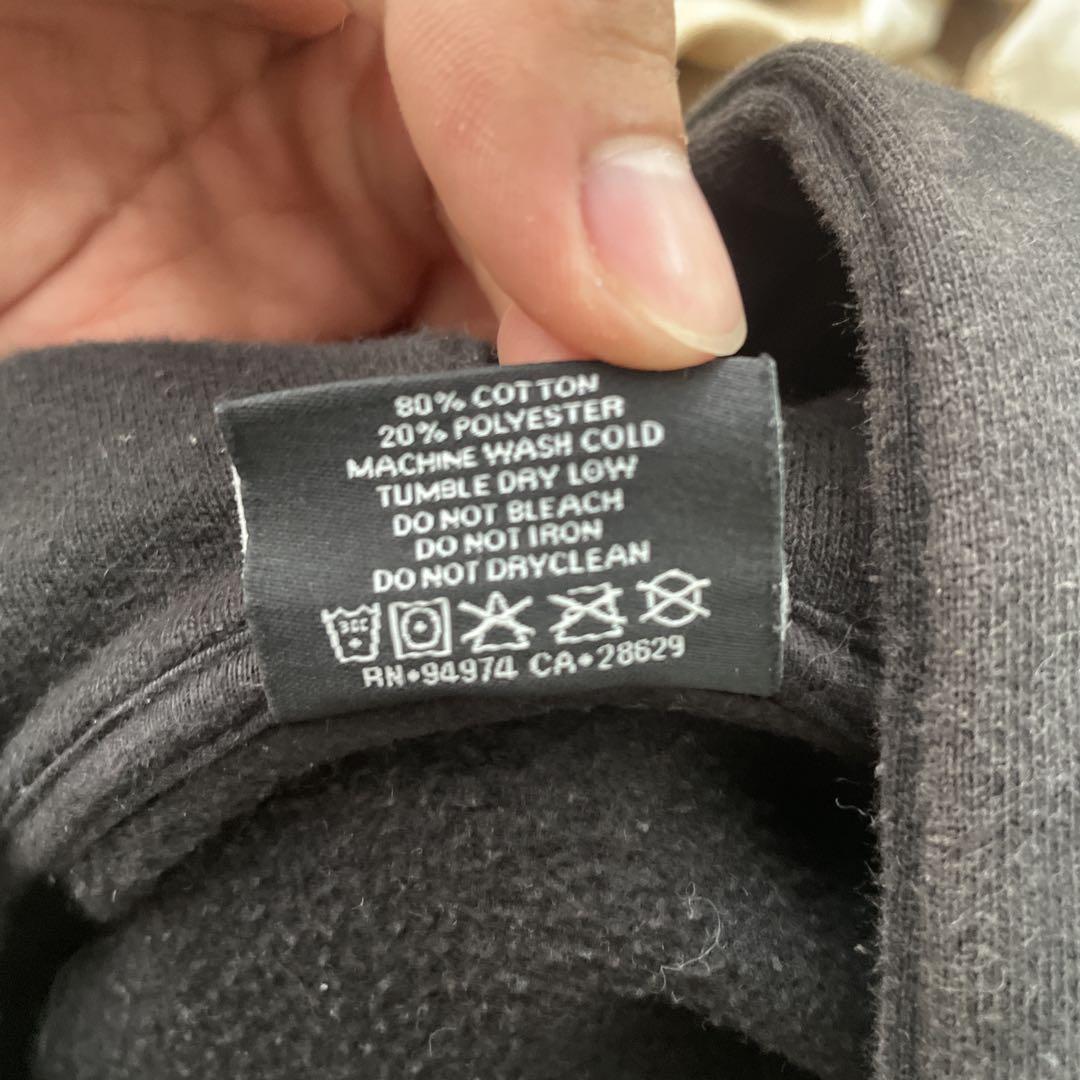 80% COTTON
20% POLYESTER
MACHINE WASH COLD
TUMBLE DRY LOW
DO NOT BLEACH
DO NOT IRON
DO NOT DRYCLEAN
RN•94974 CA•28629